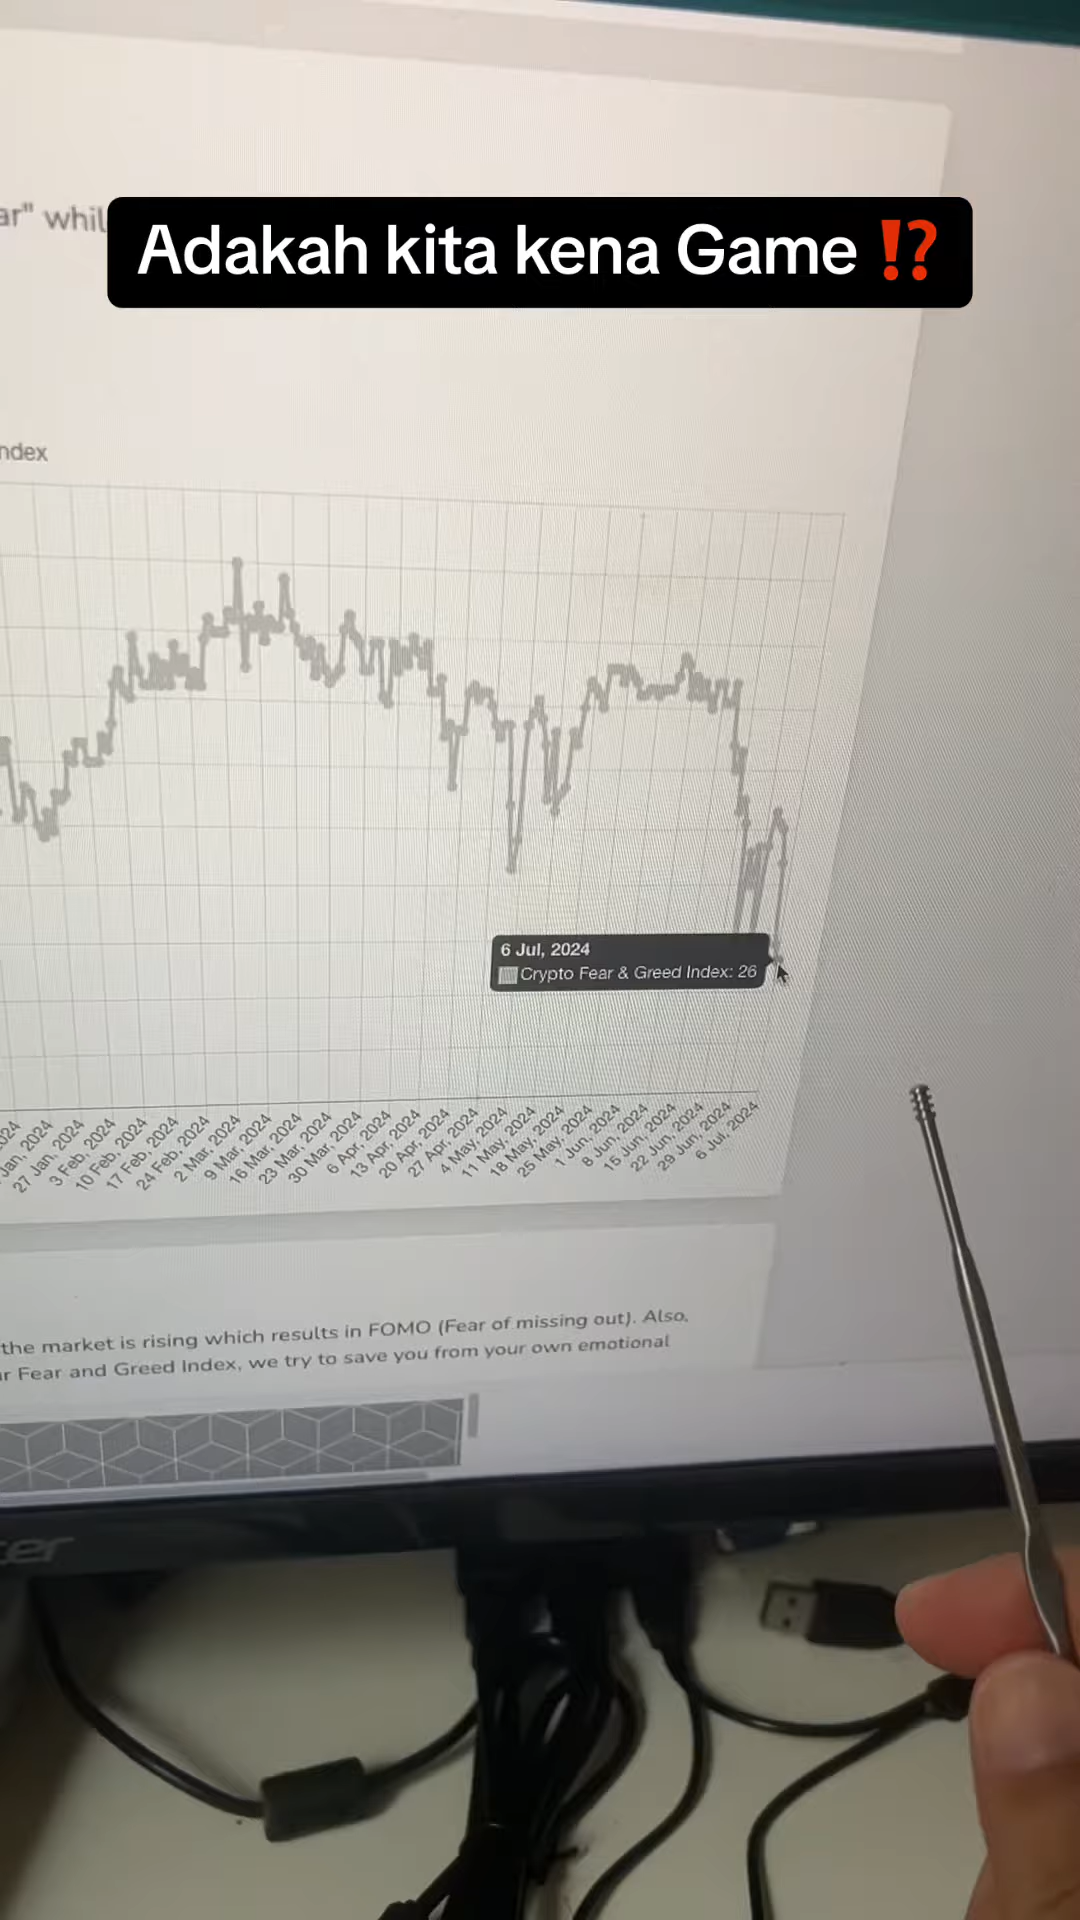 ar" whil
Adakah kita kena Game ⁉️
ndex
6 Jul, 2024
Crypto Fear & Greed Index: 26
2024
Jan, 2024
27 Jan, 2024
3 Feb, 2024
10 Feb, 2024
17 Feb, 2024
24 Feb, 2024
2 Mar, 2024
9 Mar, 2024
16 Mar, 2024
23 Mar, 2024
30 Mar, 2024
6 Apr, 2024
13 Apr, 2024
20 Apr, 2024
27 Apr, 2024
4 May, 2024
11 May, 2024
18 May, 2024
25 May, 2024
1 Jun, 2024
8 Jun, 2024
15 Jun, 2024
22 Jun, 2024
29 Jun, 2024
6 Jul, 2024
the market is rising which results in FOMO (Fear of missing out). Also,
r Fear and Greed Index, we try to save you from your own emotional
cer